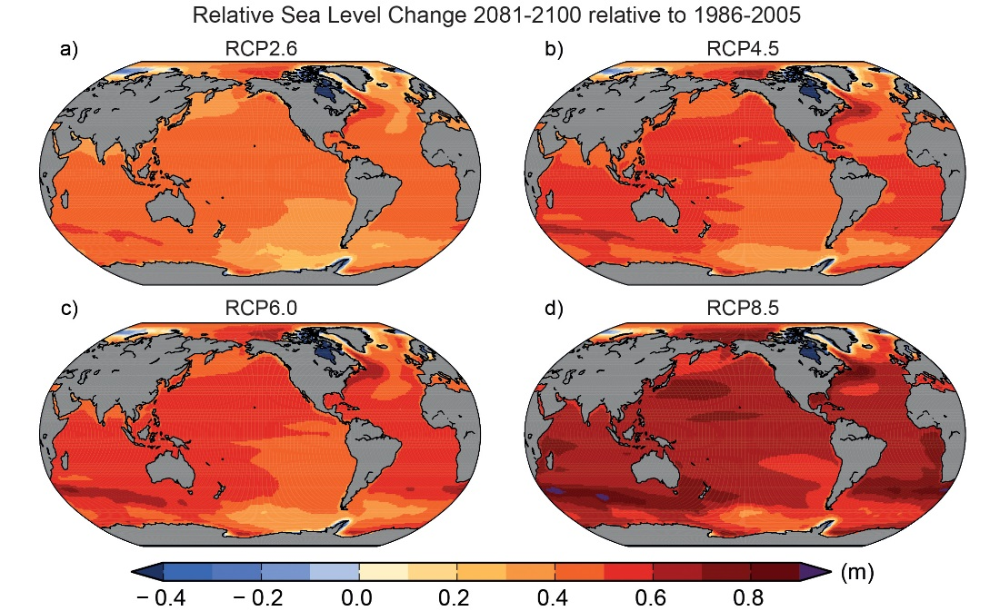 Relative Sea Level Change 2081-2100 relative to 1986-2005
a) RCP2.6
b) RCP4.5
c) RCP6.0
d) RCP8.5
(m)
−0.4 −0.2 0.0 0.2 0.4 0.6 0.8